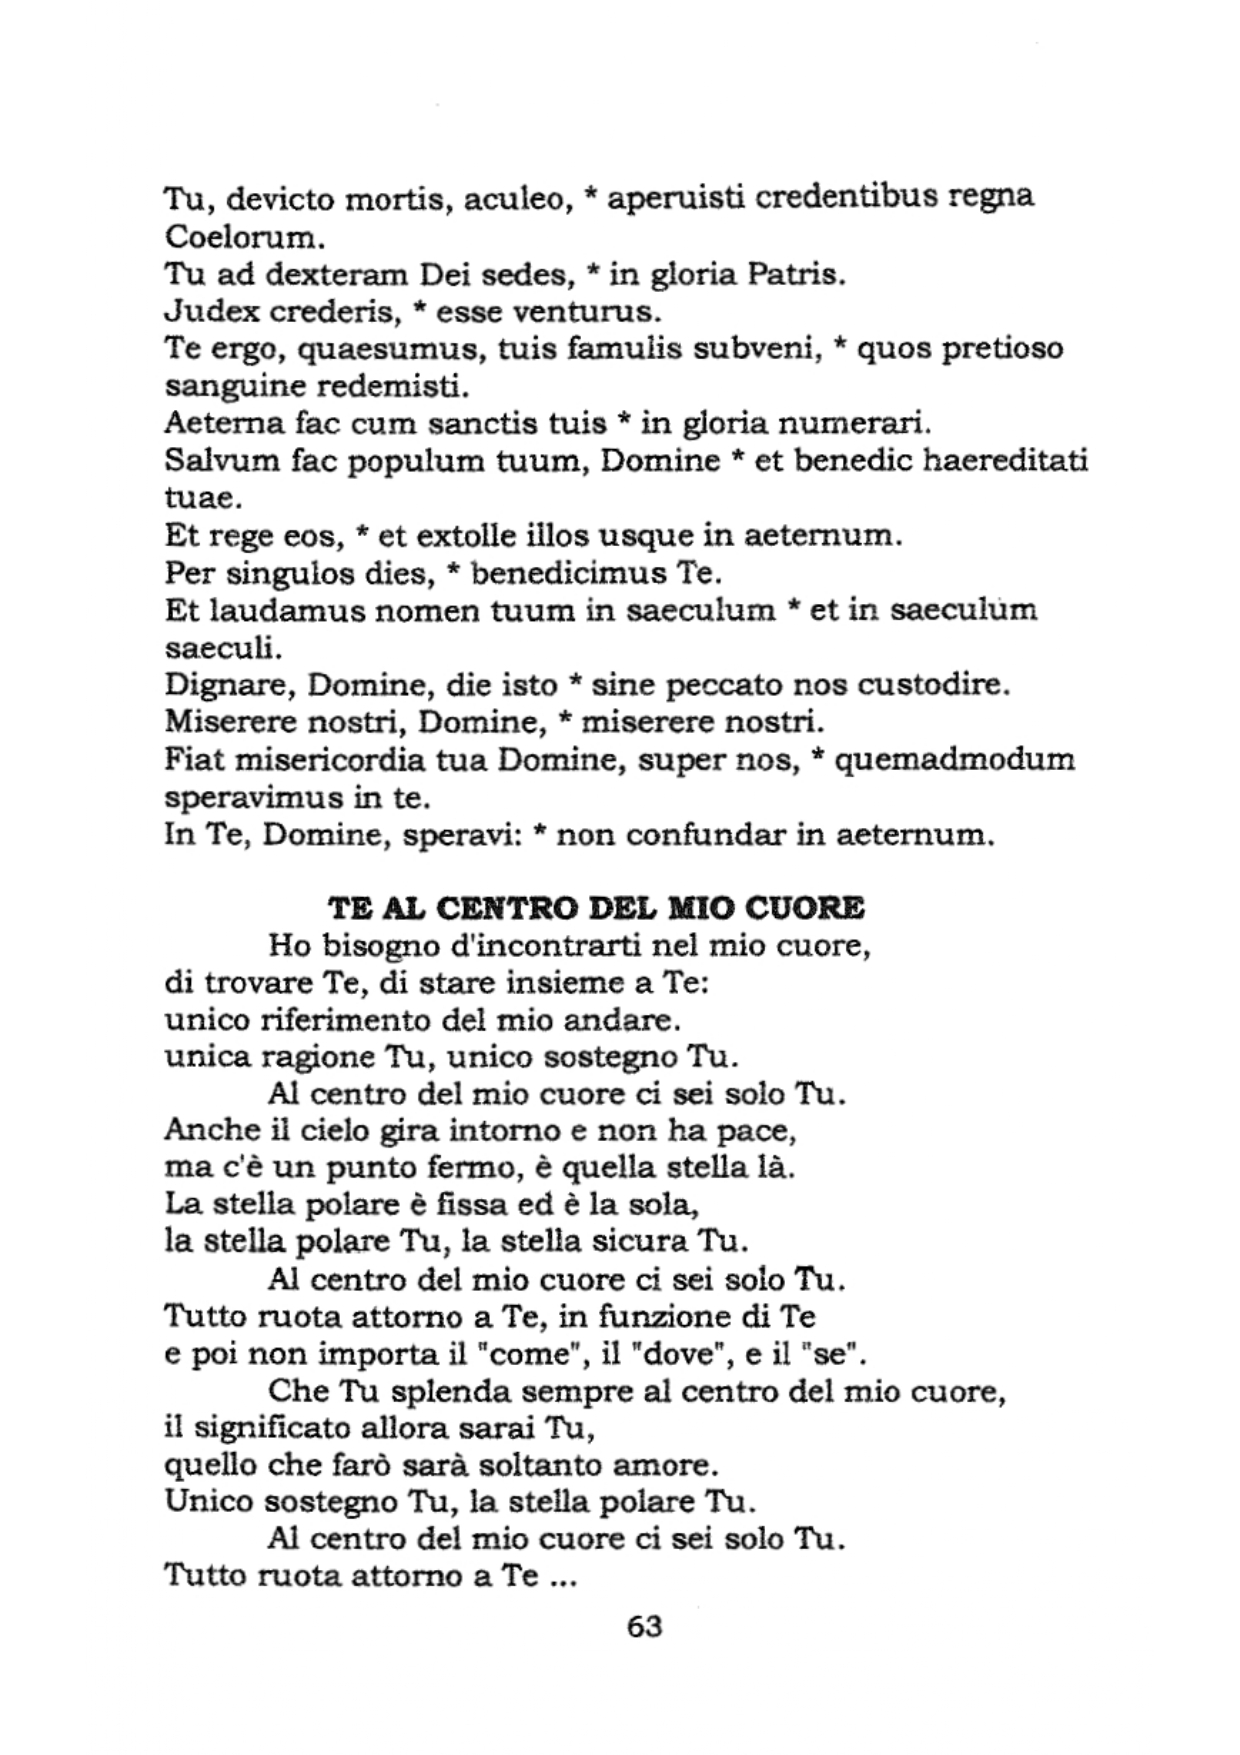 Tu, devicto mortis, aculeo, * aperuisti credentibus regna
Coelorum.
Tu ad dexteram Dei sedes, * in gloria Patris.
Judex crederis, * esse venturus.
Te ergo, quaesumus, tuis famulis subveni, * quos pretioso
sanguine redemisti.
Aeterna fac cum sanctis tuis * in gloria numerari.
Salvum fac populum tuum, Domine * et benedic haereditati
tuae.
Et rege eos, * et extolle illos usque in aeternum.
Per singulos dies, * benedicimus Te.
Et laudamus nomen tuum in saeculum * et in saeculum
saeculi.
Dignare, Domine, die isto * sine peccato nos custodire.
Miserere nostri, Domine, * miserere nostri.
Fiat misericordia tua Domine, super nos, * quemadmodum
speravimus in te.
In Te, Domine, speravi: * non confundar in aeternum.
TE AL CENTRO DEL MIO CUORE
Ho bisogno d'incontrarti nel mio cuore,
di trovare Te, di stare insieme a Te:
unico riferimento del mio andare.
unica ragione Tu, unico sostegno Tu.
Al centro del mio cuore ci sei solo Tu.
Anche il cielo gira intorno e non ha pace,
ma c'è un punto fermo, è quella stella là.
La stella polare è fissa ed è la sola,
la stella polare Tu, la stella sicura Tu.
Al centro del mio cuore ci sei solo Tu.
Tutto ruota attorno a Te, in funzione di Te
e poi non importa il "come", il "dove", e il "se".
Che Tu splenda sempre al centro del mio cuore,
il significato allora sarai Tu,
quello che farò sarà soltanto amore.
Unico sostegno Tu, la stella polare Tu.
Al centro del mio cuore ci sei solo Tu.
Tutto ruota attorno a Te ...
63